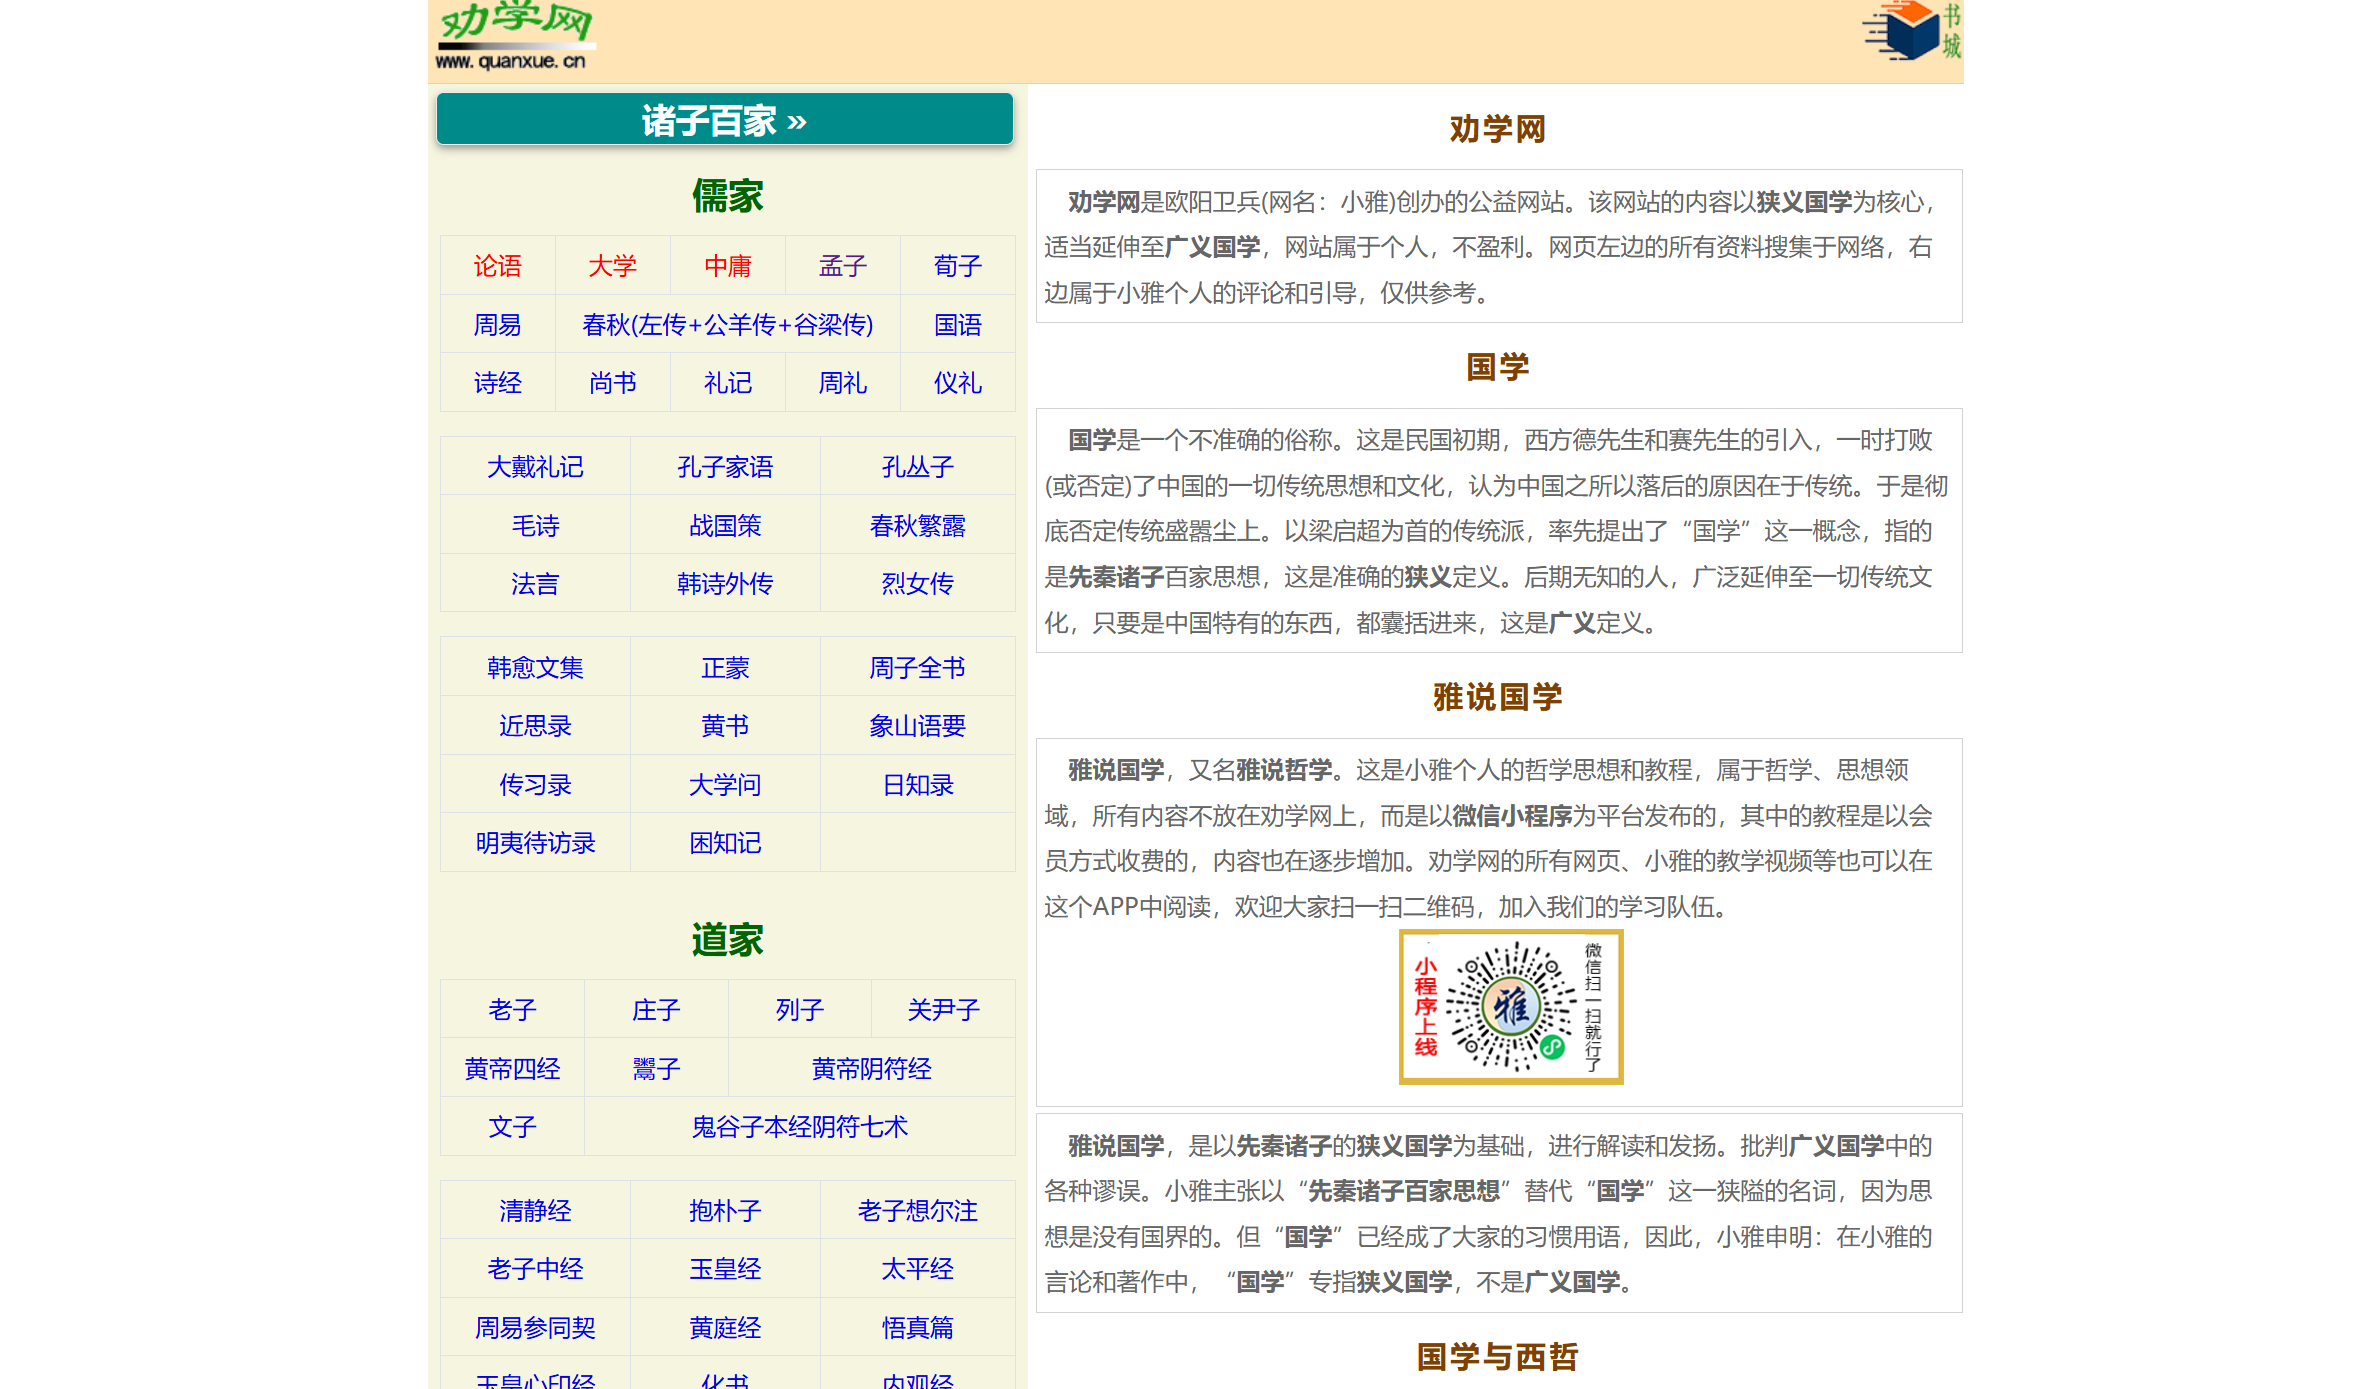 劝学网
www.quanxue.cn
书城
诸子百家 »
儒家
论语 大学 中庸 孟子 荀子
周易 春秋(左传+公羊传+谷梁传) 国语
诗经 尚书 礼记 周礼 仪礼
大戴礼记 孔子家语 孔丛子
毛诗 战国策 春秋繁露
法言 韩诗外传 烈女传
韩愈文集 正蒙 周子全书
近思录 黄书 象山语要
传习录 大学问 日知录
明夷待访录 困知记
道家
老子 庄子 列子 关尹子
黄帝四经 鬻子 黄帝阴符经
文子 鬼谷子本经阴符七术
清静经 抱朴子 老子想尔注
老子中经 玉皇经 太平经
周易参同契 黄庭经 悟真篇
玉皇心印经 化书 内观经
劝学网
劝学网是欧阳卫兵(网名：小雅)创办的公益网站。该网站的内容以狭义国学为核心，
适当延伸至广义国学，网站属于个人，不盈利。网页左边的所有资料搜集于网络，右
边属于小雅个人的评论和引导，仅供参考。
国学
国学是一个不准确的俗称。这是民国初期，西方德先生和赛先生的引入，一时打败
(或否定)了中国的一切传统思想和文化，认为中国之所以落后的原因在于传统。于是彻
底否定传统盛嚣尘上。以梁启超为首的传统派，率先提出了“国学”这一概念，指的
是先秦诸子百家思想，这是准确的狭义定义。后期无知的人，广泛延伸至一切传统文
化，只要是中国特有的东西，都囊括进来，这是广义定义。
雅说国学
雅说国学，又名雅说哲学。这是小雅个人的哲学思想和教程，属于哲学、思想领
域，所有内容不放在劝学网上，而是以微信小程序为平台发布的，其中的教程是以会
员方式收费的，内容也在逐步增加。劝学网的所有网页、小雅的教学视频等也可以在
这个APP中阅读，欢迎大家扫一扫二维码，加入我们的学习队伍。
小程序上线
雅
微信扫一扫就行了
雅说国学，是以先秦诸子的狭义国学为基础，进行解读和发扬。批判广义国学中的
各种谬误。小雅主张以“先秦诸子百家思想”替代“国学”这一狭隘的名词，因为思
想是没有国界的。但“国学”已经成了大家的习惯用语，因此，小雅申明：在小雅的
言论和著作中，“国学”专指狭义国学，不是广义国学。
国学与西哲